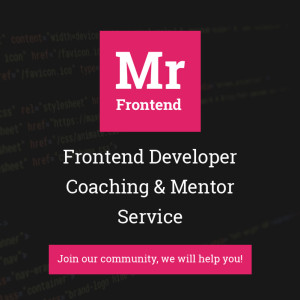 Mr
Frontend
Frontend Developer
Coaching & Mentor
Service
Join our community, we will help you!